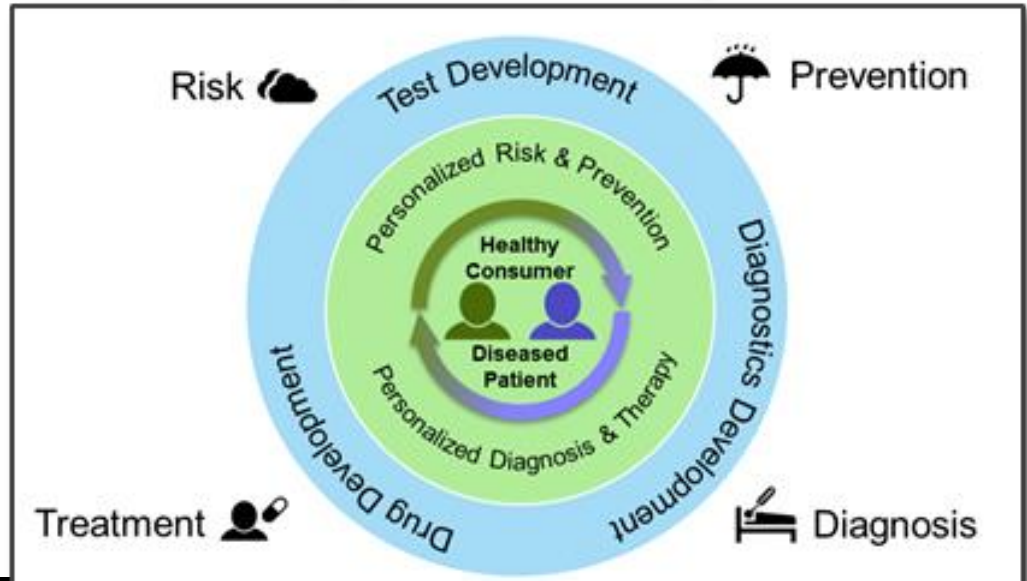 Risk
Prevention
Test Development
Personalized Risk & Prevention
Healthy
Consumer
Diseased
Patient
Personalized Diagnosis & Therapy
Diagnostics Development
Drug Development
Treatment
Diagnosis